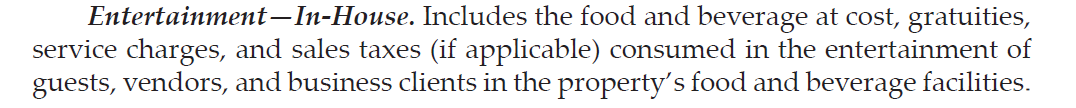 Entertainment—In-House. Includes the food and beverage at cost, gratuities,
service charges, and sales taxes (if applicable) consumed in the entertainment of
guests, vendors, and business clients in the property’s food and beverage facilities.